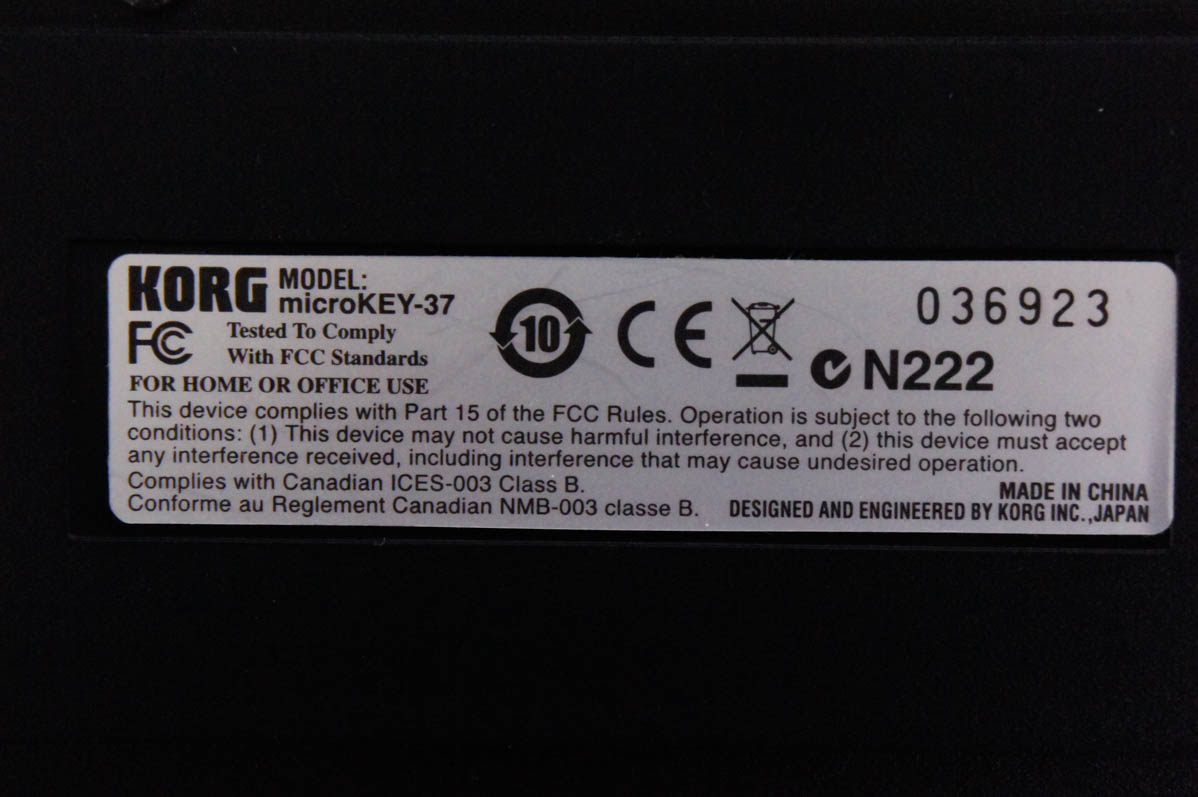 KORG MODEL:
microKEY-37
FC Tested To Comply
With FCC Standards
FOR HOME OR OFFICE USE
10
CE
036923
N222
This device complies with Part 15 of the FCC Rules. Operation is subject to the following two
conditions: (1) This device may not cause harmful interference, and (2) this device must accept
any interference received, including interference that may cause undesired operation.
Complies with Canadian ICES-003 Class B.
Conforme au Reglement Canadian NMB-003 classe B.
MADE IN CHINA
DESIGNED AND ENGINEERED BY KORG INC.,JAPAN